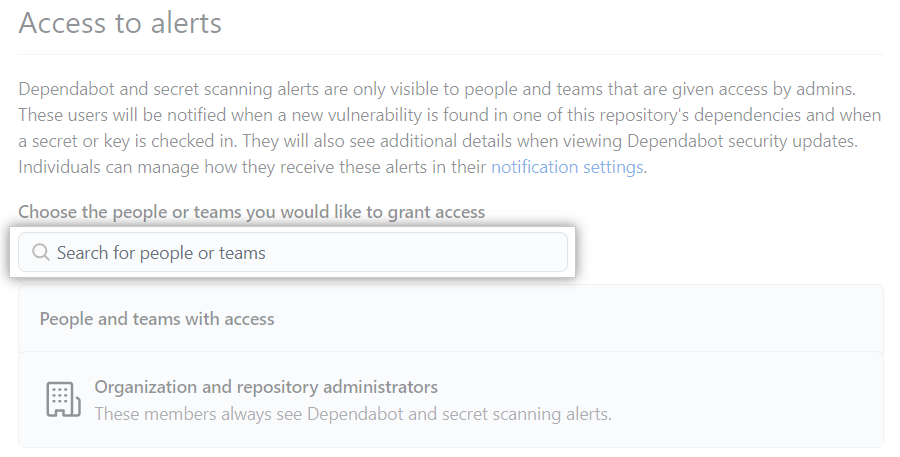 Access to alerts
Dependabot and secret scanning alerts are only visible to people and teams that are given access by admins.
These users will be notified when a new vulnerability is found in one of this repository's dependencies and when
a secret or key is checked in. They will also see additional details when viewing Dependabot security updates.
Individuals can manage how they receive these alerts in their notification settings.
Choose the people or teams you would like to grant access
Search for people or teams
People and teams with access
Organization and repository administrators
These members always see Dependabot and secret scanning alerts.